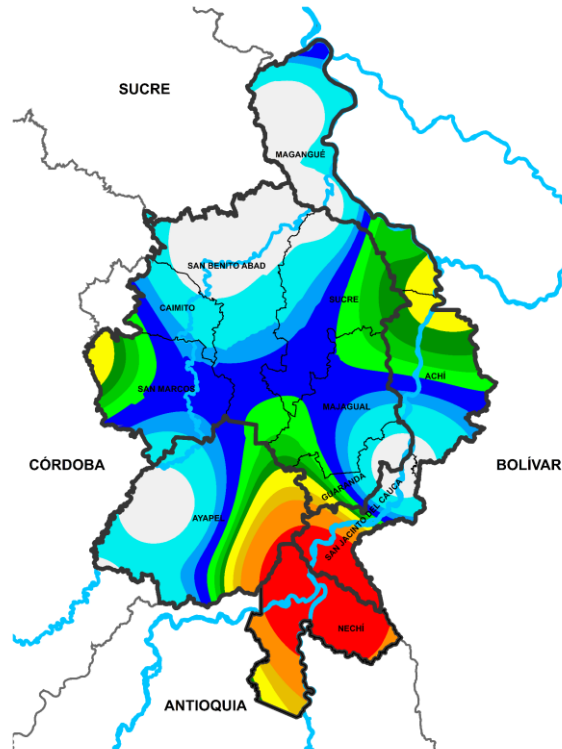 SUCRE
MAGANGUÉ
SAN BENITO ABAD
SUCRE
CAIMITO
ACHÍ
SAN MARCOS
MAJAGUAL
CÓRDOBA
BOLÍVAR
GUARANDA
SAN JACINTO DEL CAUCA
AYAPEL
NECHÍ
ANTIOQUIA